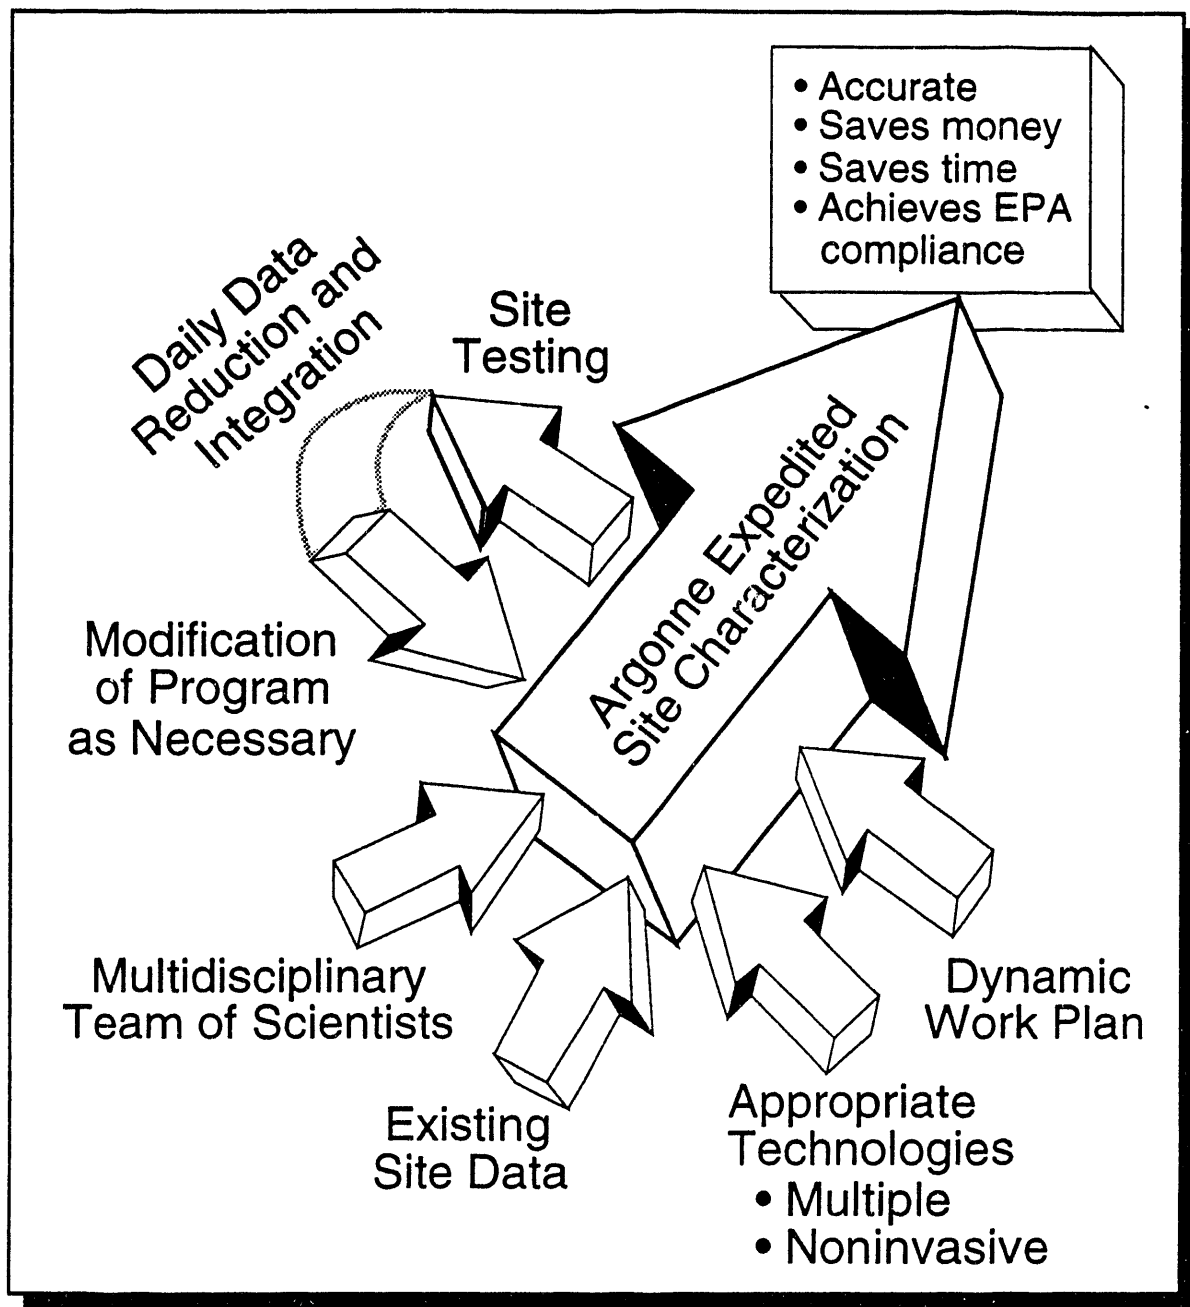 • Accurate
• Saves money
• Saves time
• Achieves EPA
compliance
Daily Data
Reduction and
Integration
Site
Testing
Argonne Expedited
Site Characterization
Modification
of Program
as Necessary
Multidisciplinary
Team of Scientists
Existing
Site Data
Appropriate
Technologies
• Multiple
• Noninvasive
Dynamic
Work Plan